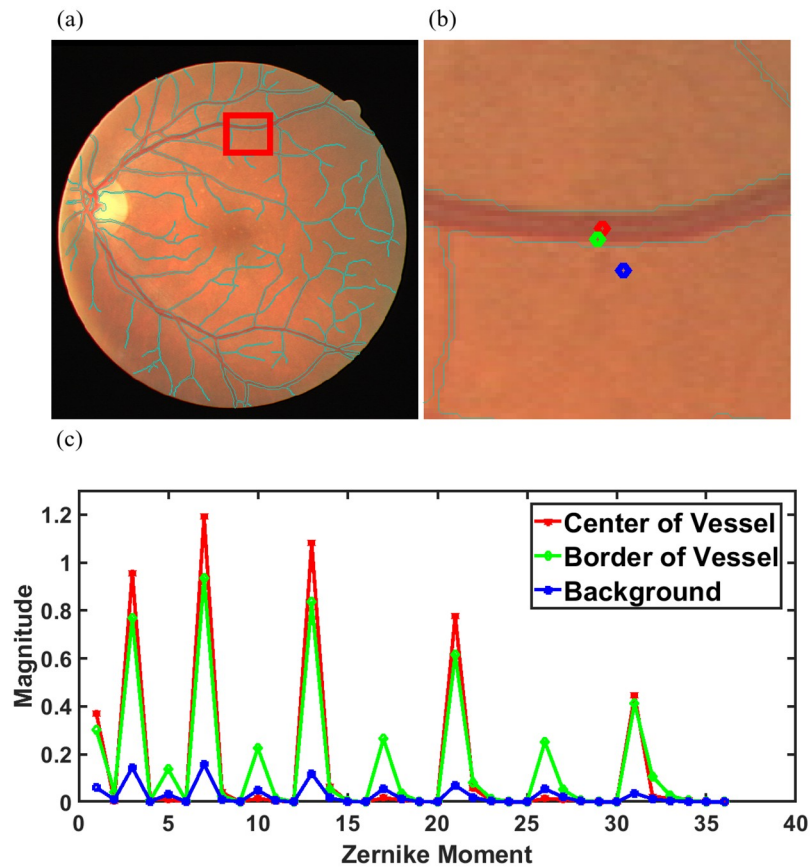 (a)
(b)
(c)
1.2
1
0.8
0.6
0.4
0.2
0
Magnitude
Center of Vessel
Border of Vessel
Background
0 5 10 15 20 25 30 35 40
Zernike Moment